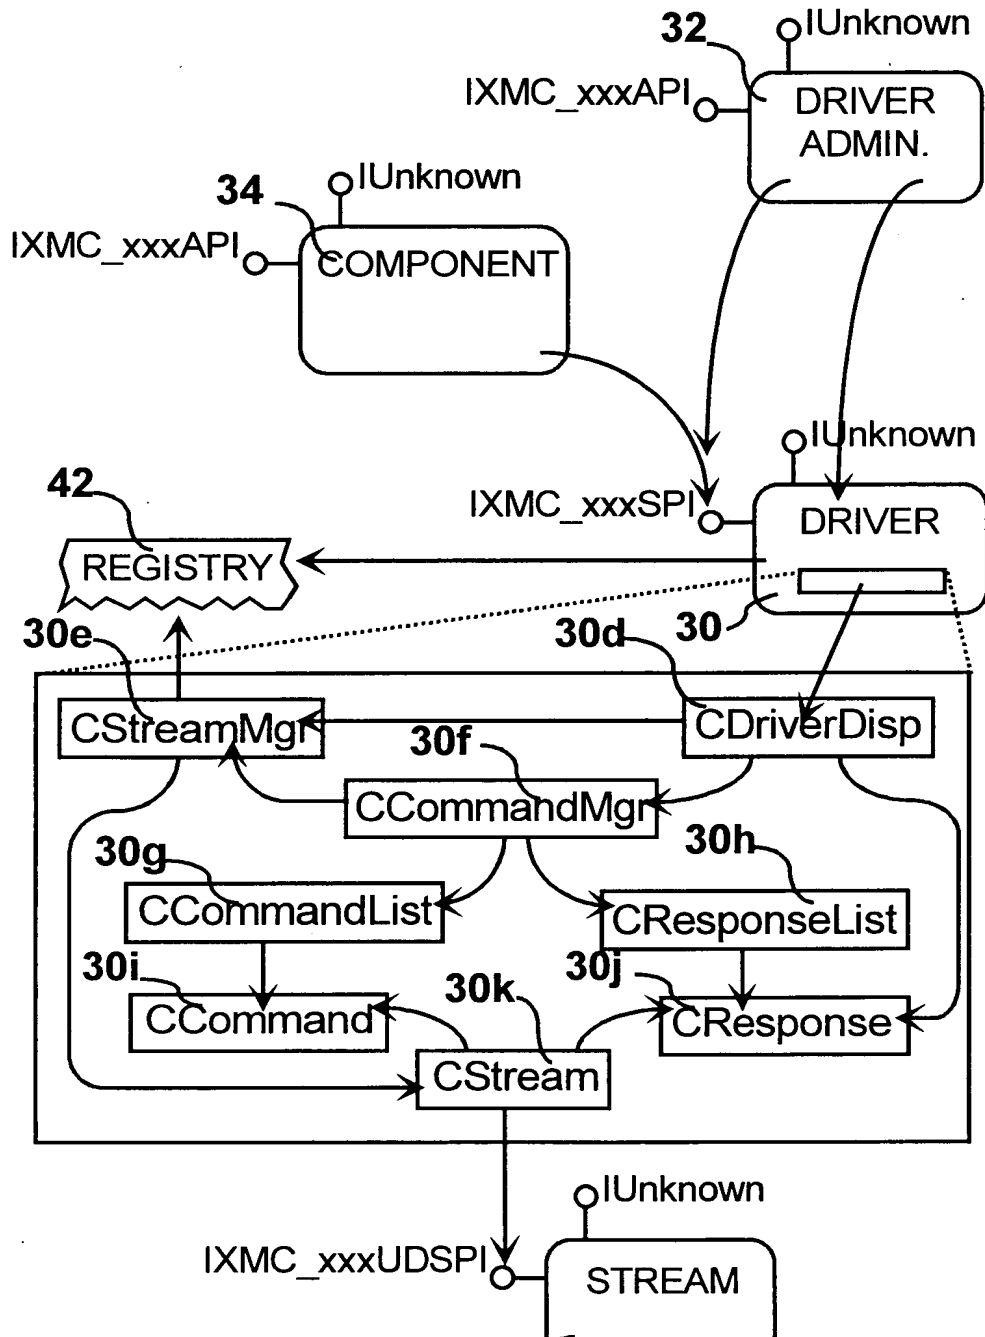 32
IUnknown
IXMC_xxxAPI
DRIVER
ADMIN.
34
IUnknown
IXMC_xxxAPI
COMPONENT
IUnknown
42
IXMC_xxxSPI
DRIVER
REGISTRY
30
30e
30d
CStreamMgr
CDriverDisp
30f
CCommandMgr
30g
30h
CCommandList
CResponseList
30i
30k
30j
CCommand
CResponse
CStream
IUnknown
IXMC_xxxUDSPI
STREAM